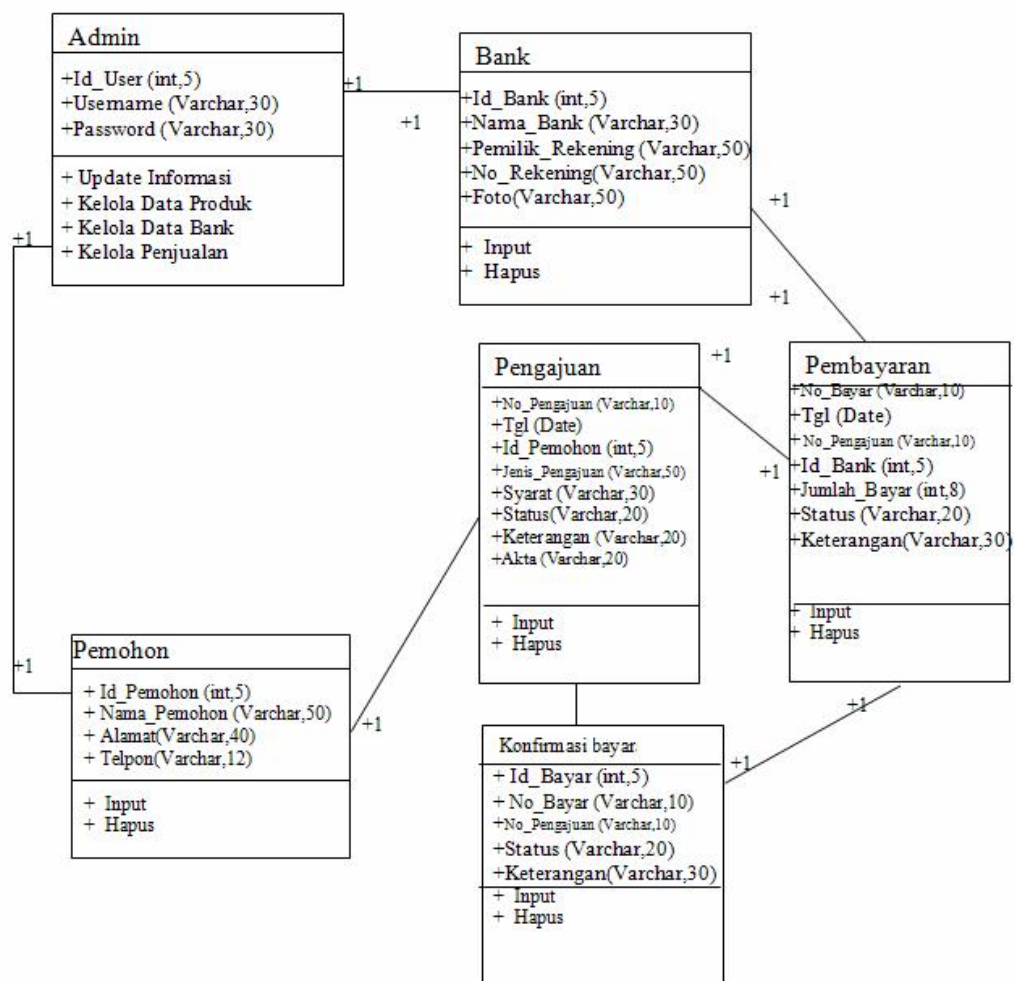 Admin
+Id_User (int,5)
+Username (Varchar,30)
+Password (Varchar,30)
+ Update Informasi
+ Kelola Data Produk
+ Kelola Data Bank
+ Kelola Penjualan
+1
+1
+1
Bank
+Id_Bank (int,5)
+Nama_Bank (Varchar,30)
+Pemilik_Rekening (Varchar,50)
+No_Rekening(Varchar,50)
+Foto(Varchar,50)
+ Input
+ Hapus
+1
+1
Pengajuan
+No_Pengajuan (Varchar,10)
+Tgl (Date)
+Id_Pemohon (int,5)
+Jenis_Pengajuan (Varchar,50)
+Syarat (Varchar,30)
+Status(Varchar,20)
+Keterangan (Varchar,20)
+Akta (Varchar,20)
+ Input
+ Hapus
+1
+1
Pembayaran
+No_Bayar (Varchar,10)
+Tgl (Date)
+No_Pengajuan (Varchar,10)
+Id_Bank (int,5)
+Jumlah_Bayar (int,8)
+Status (Varchar,20)
+Keterangan(Varchar,30)
+ Input
+ Hapus
Pemohon
+ Id_Pemohon (int,5)
+ Nama_Pemohon (Varchar,50)
+ Alamat(Varchar,40)
+ Telpon(Varchar,12)
+ Input
+ Hapus
+1
+1
Konfirmasi bayar
+ Id_Bayar (int,5)
+ No_Bayar (Varchar,10)
+No_Pengajuan (Varchar,10)
+Status (Varchar,20)
+Keterangan(Varchar,30)
+ Input
+ Hapus
+1
+1